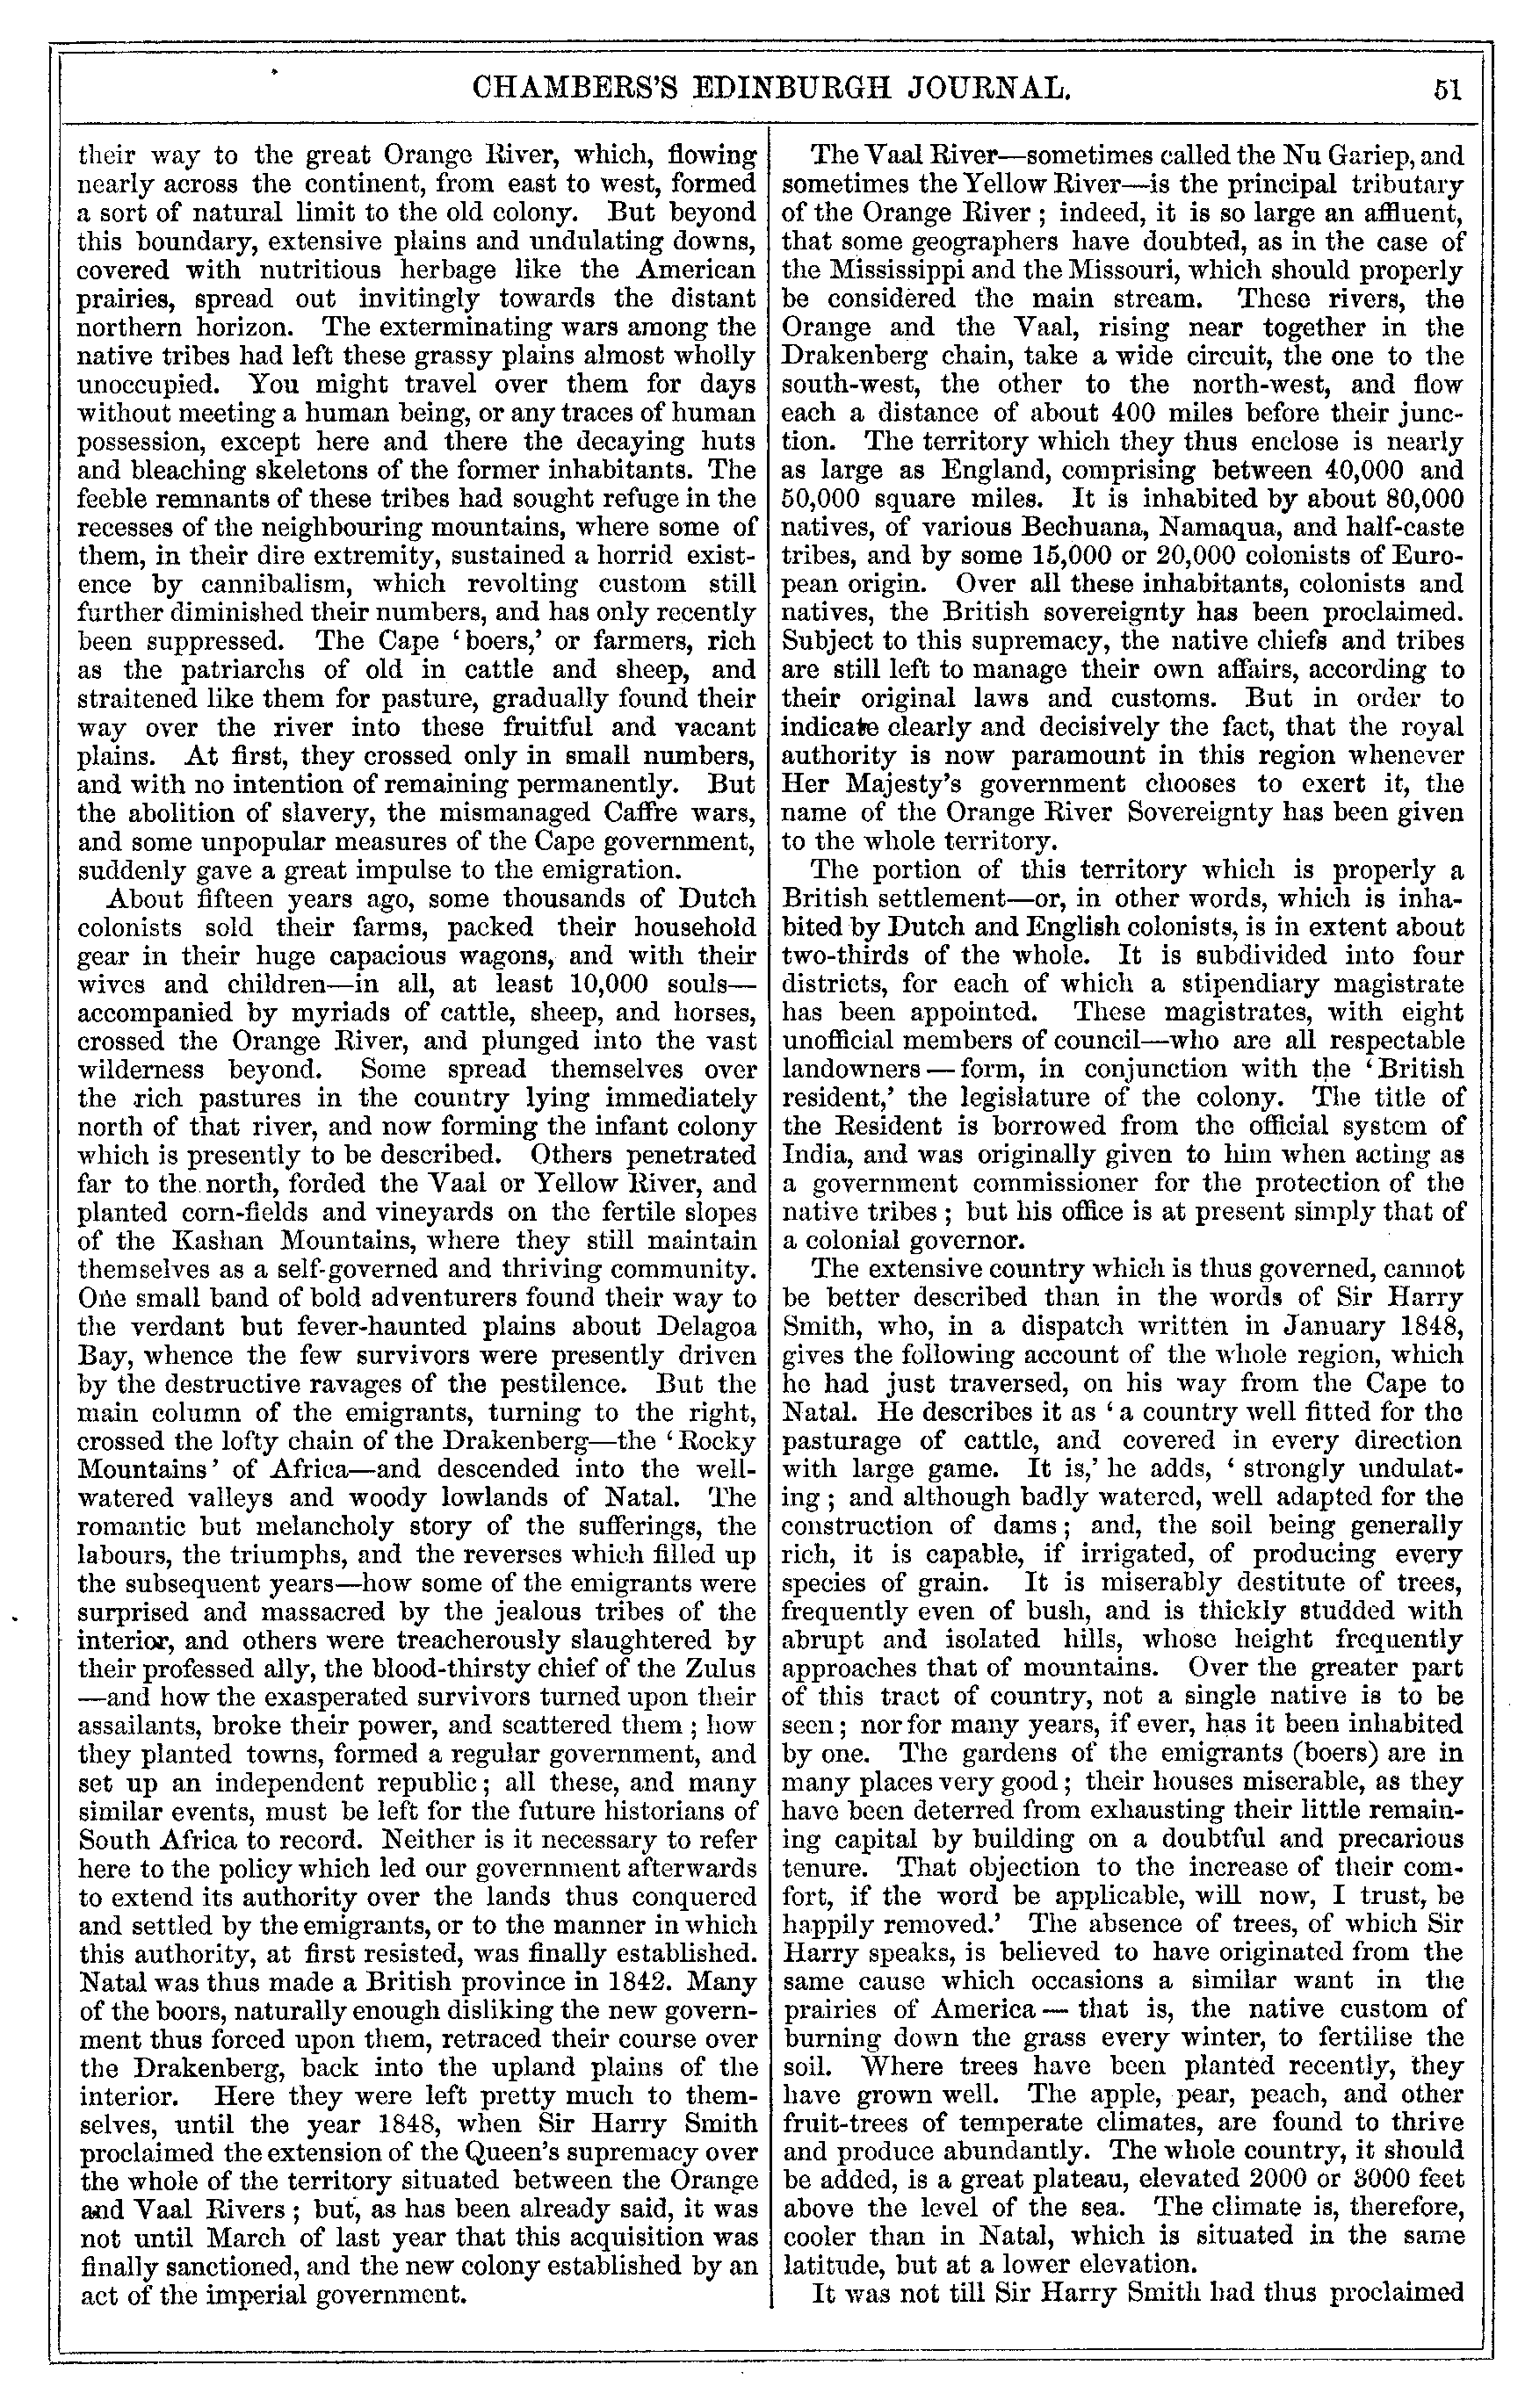 CHAMBERS'S EDINBURGH JOURNAL.
51
their way to the great Orange River, which, flowing
nearly across the continent, from east to west, formed
a sort of natural limit to the old colony. But beyond
this boundary, extensive plains and undulating downs,
covered with nutritious herbage like the American
prairies, spread out invitingly towards the distant
northern horizon. The exterminating wars among the
native tribes had left these grassy plains almost wholly
unoccupied. You might travel over them for days
without meeting a human being, or any traces of human
possession, except here and there the decaying huts
and bleaching skeletons of the former inhabitants. The
feeble remnants of these tribes had sought refuge in the
recesses of the neighbouring mountains, where some of
them, in their dire extremity, sustained a horrid exist-
ence by cannibalism, which revolting custom still
further diminished their numbers, and has only recently
been suppressed. The Cape 'boers,' or farmers, rich
as the patriarchs of old in cattle and sheep, and
straitened like them for pasture, gradually found their
way over the river into these fruitful and vacant
plains. At first, they crossed only in small numbers,
and with no intention of remaining permanently. But
the abolition of slavery, the mismanaged Caffre wars,
and some unpopular measures of the Cape government,
suddenly gave a great impulse to the emigration.
About fifteen years ago, some thousands of Dutch
colonists sold their farms, packed their household
gear in their huge capacious wagons, and with their
wives and children—in all, at least 10,000 souls—
accompanied by myriads of cattle, sheep, and horses,
crossed the Orange River, and plunged into the vast
wilderness beyond. Some spread themselves over
the rich pastures in the country lying immediately
north of that river, and now forming the infant colony
which is presently to be described. Others penetrated
far to the north, forded the Vaal or Yellow River, and
planted corn-fields and vineyards on the fertile slopes
of the Kashan Mountains, where they still maintain
themselves as a self-governed and thriving community.
One small band of bold adventurers found their way to
the verdant but fever-haunted plains about Delagoa
Bay, whence the few survivors were presently driven
by the destructive ravages of the pestilence. But the
main column of the emigrants, turning to the right,
crossed the lofty chain of the Drakenberg—the 'Rocky
Mountains' of Africa—and descended into the well-
watered valleys and woody lowlands of Natal. The
romantic but melancholy story of the sufferings, the
labours, the triumphs, and the reverses which filled up
the subsequent years—how some of the emigrants were
surprised and massacred by the jealous tribes of the
interior, and others were treacherously slaughtered by
their professed ally, the blood-thirsty chief of the Zulus
—and how the exasperated survivors turned upon their
assailants, broke their power, and scattered them; how
they planted towns, formed a regular government, and
set up an independent republic; all these, and many
similar events, must be left for the future historians of
South Africa to record. Neither is it necessary to refer
here to the policy which led our government afterwards
to extend its authority over the lands thus conquered
and settled by the emigrants, or to the manner in which
this authority, at first resisted, was finally established.
Natal was thus made a British province in 1842. Many
of the boors, naturally enough disliking the new govern-
ment thus forced upon them, retraced their course over
the Drakenberg, back into the upland plains of the
interior. Here they were left pretty much to them-
selves, until the year 1848, when Sir Harry Smith
proclaimed the extension of the Queen's supremacy over
the whole of the territory situated between the Orange
and Vaal Rivers; but, as has been already said, it was
not until March of last year that this acquisition was
finally sanctioned, and the new colony established by an
act of the imperial government.
The Vaal River—sometimes called the Nu Gariep, and
sometimes the Yellow River—is the principal tributary
of the Orange River; indeed, it is so large an affluent,
that some geographers have doubted, as in the case of
the Mississippi and the Missouri, which should properly
be considered the main stream. These rivers, the
Orange and the Vaal, rising near together in the
Drakenberg chain, take a wide circuit, the one to the
south-west, the other to the north-west, and flow
each a distance of about 400 miles before their junc-
tion. The territory which they thus enclose is nearly
as large as England, comprising between 40,000 and
50,000 square miles. It is inhabited by about 80,000
natives, of various Bechuana, Namaqua, and half-caste
tribes, and by some 15,000 or 20,000 colonists of Euro-
pean origin. Over all these inhabitants, colonists and
natives, the British sovereignty has been proclaimed.
Subject to this supremacy, the native chiefs and tribes
are still left to manage their own affairs, according to
their original laws and customs. But in order to
indicate clearly and decisively the fact, that the royal
authority is now paramount in this region whenever
Her Majesty's government chooses to exert it, the
name of the Orange River Sovereignty has been given
to the whole territory.
The portion of this territory which is properly a
British settlement—or, in other words, which is inha-
bited by Dutch and English colonists, is in extent about
two-thirds of the whole. It is subdivided into four
districts, for each of which a stipendiary magistrate
has been appointed. These magistrates, with eight
unofficial members of council—who are all respectable
landowners—form, in conjunction with the 'British
resident,' the legislature of the colony. The title of
the Resident is borrowed from the official system of
India, and was originally given to him when acting as
a government commissioner for the protection of the
native tribes; but his office is at present simply that of
a colonial governor.
The extensive country which is thus governed, cannot
be better described than in the words of Sir Harry
Smith, who, in a dispatch written in January 1848,
gives the following account of the whole region, which
he had just traversed, on his way from the Cape to
Natal. He describes it as 'a country well fitted for the
pasturage of cattle, and covered in every direction
with large game. It is,' he adds, 'strongly undulat-
ing; and although badly watered, well adapted for the
construction of dams; and, the soil being generally
rich, it is capable, if irrigated, of producing every
species of grain. It is miserably destitute of trees,
frequently even of bush, and is thickly studded with
abrupt and isolated hills, whose height frequently
approaches that of mountains. Over the greater part
of this tract of country, not a single native is to be
seen; nor for many years, if ever, has it been inhabited
by one. The gardens of the emigrants (boers) are in
many places very good; their houses miserable, as they
have been deterred from exhausting their little remain-
ing capital by building on a doubtful and precarious
tenure. That objection to the increase of their com-
fort, if the word be applicable, will now, I trust, be
happily removed.' The absence of trees, of which Sir
Harry speaks, is believed to have originated from the
same cause which occasions a similar want in the
prairies of America—that is, the native custom of
burning down the grass every winter, to fertilise the
soil. Where trees have been planted recently, they
have grown well. The apple, pear, peach, and other
fruit-trees of temperate climates, are found to thrive
and produce abundantly. The whole country, it should
be added, is a great plateau, elevated 2000 or 3000 feet
above the level of the sea. The climate is, therefore,
cooler than in Natal, which is situated in the same
latitude, but at a lower elevation.
It was not till Sir Harry Smith had thus proclaimed